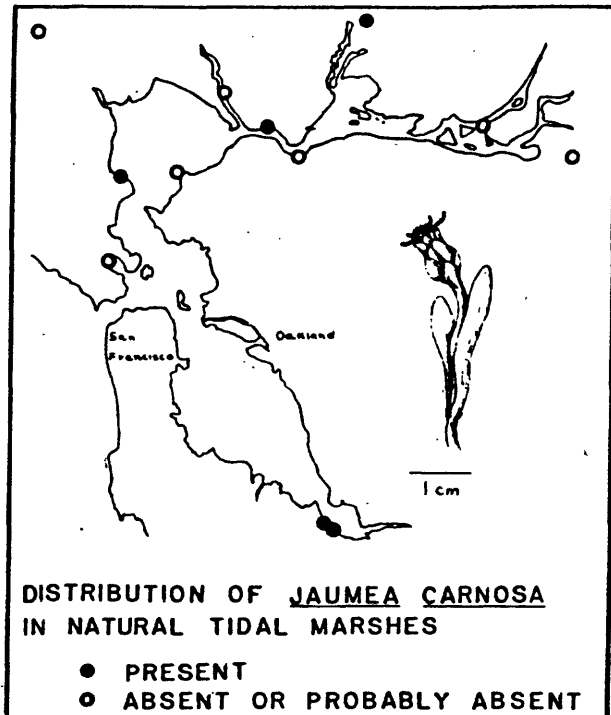 San
Francisco
Oakland
1 cm
DISTRIBUTION OF JAUMEA CARNOSA
IN NATURAL TIDAL MARSHES
PRESENT
ABSENT OR PROBABLY ABSENT